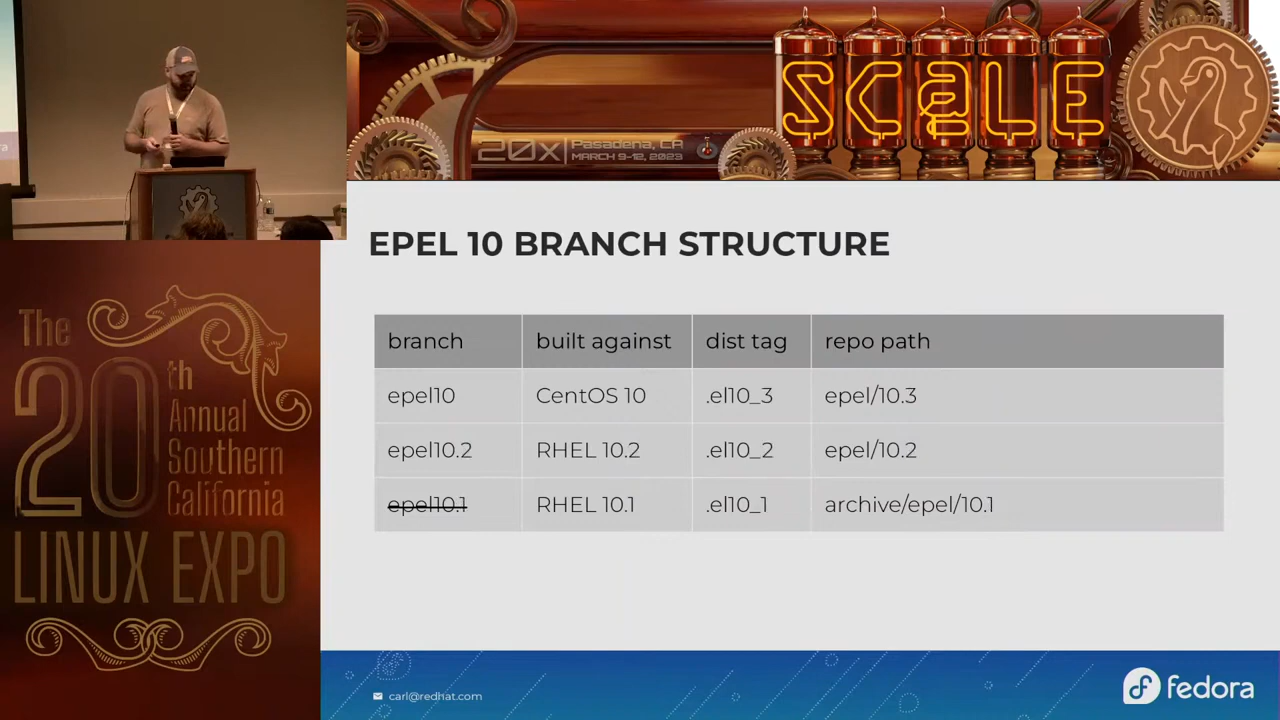 SCaLE
20x Pasadena, CA
MARCH 9-12, 2023
The
20th
Annual
Southern
California
LINUX EXPO
EPEL 10 BRANCH STRUCTURE
branch built against dist tag repo path
epel10 CentOS 10 .el10_3 epel/10.3
epel10.2 RHEL 10.2 .el10_2 epel/10.2
epel10.1 RHEL 10.1 .el10_1 archive/epel/10.1
carl@redhat.com
fedora